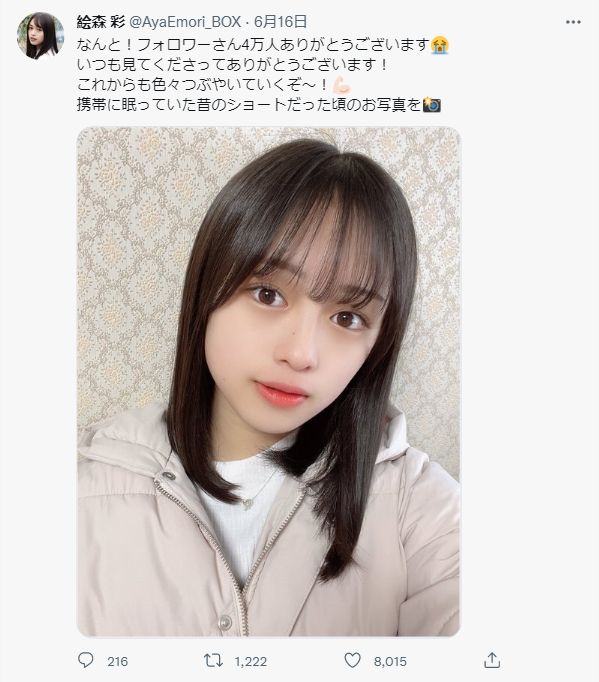 絵森 彩 @AyaEmori_BOX · 6月16日
なんと！フォロワーさん4万人ありがとうございます😭
いつも見てくださってありがとうございます！
これからも色々つぶやいていくぞ〜！💪🏻
携帯に眠っていた昔のショートだった頃のお写真を📸
216 1,222 8,015